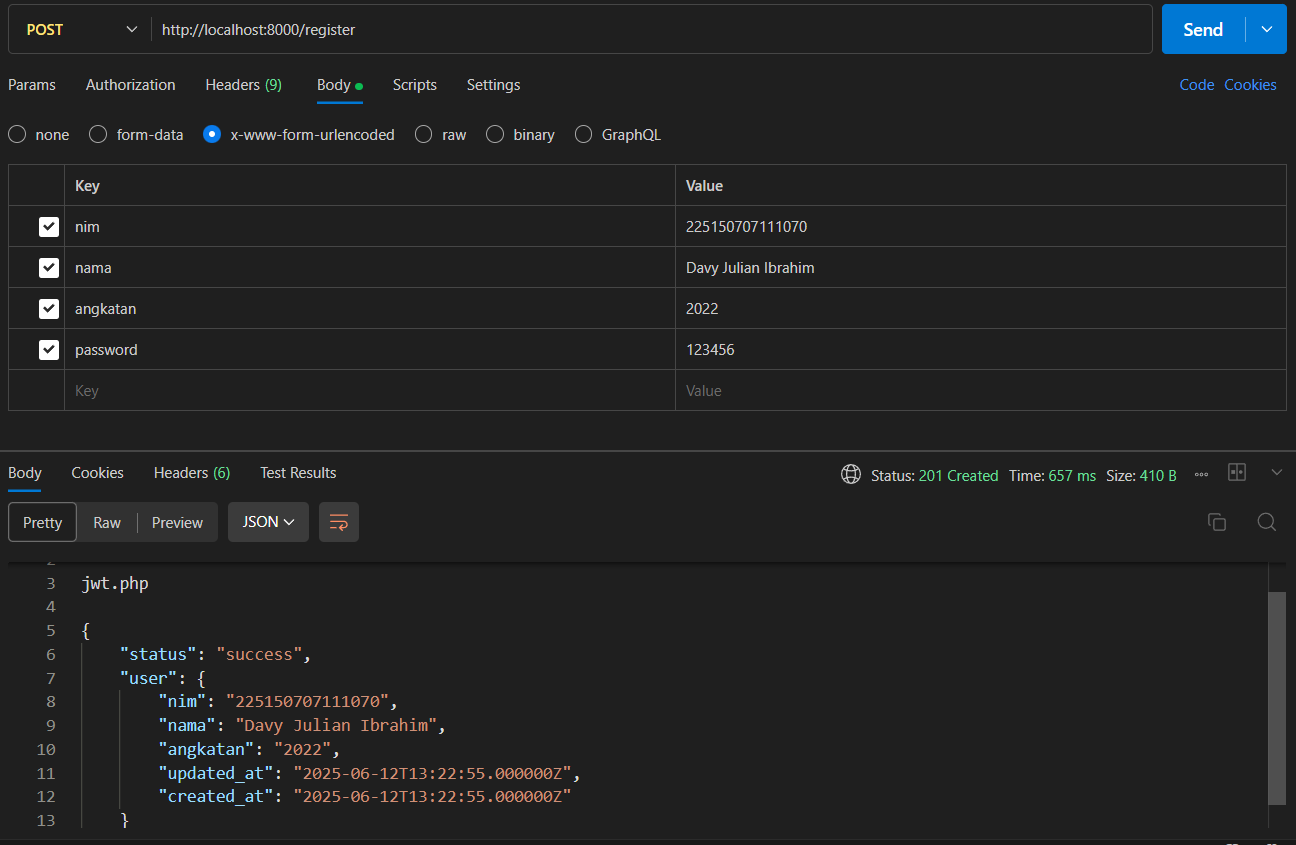 POST http://localhost:8000/register Send
Params Authorization Headers (9) Body Scripts Settings Code Cookies
none form-data x-www-form-urlencoded raw binary GraphQL
Key Value
nim 225150707111070
nama Davy Julian Ibrahim
angkatan 2022
password 123456
Key Value
Body Cookies Headers (6) Test Results Status: 201 Created Time: 657 ms Size: 410 B
Pretty Raw Preview JSON
3 jwt.php
4
5 {
6 "status": "success",
7 "user": {
8 "nim": "225150707111070",
9 "nama": "Davy Julian Ibrahim",
10 "angkatan": "2022",
11 "updated_at": "2025-06-12T13:22:55.000000Z",
12 "created_at": "2025-06-12T13:22:55.000000Z"
13 }